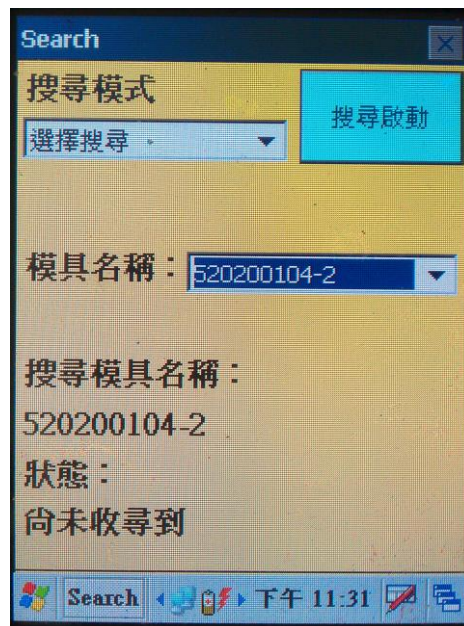 Search
搜尋模式
搜尋啟動
選擇搜尋
模具名稱：
520200104-2
搜尋模具名稱：
520200104-2
狀態：
尚未收尋到
Search
下午 11:31